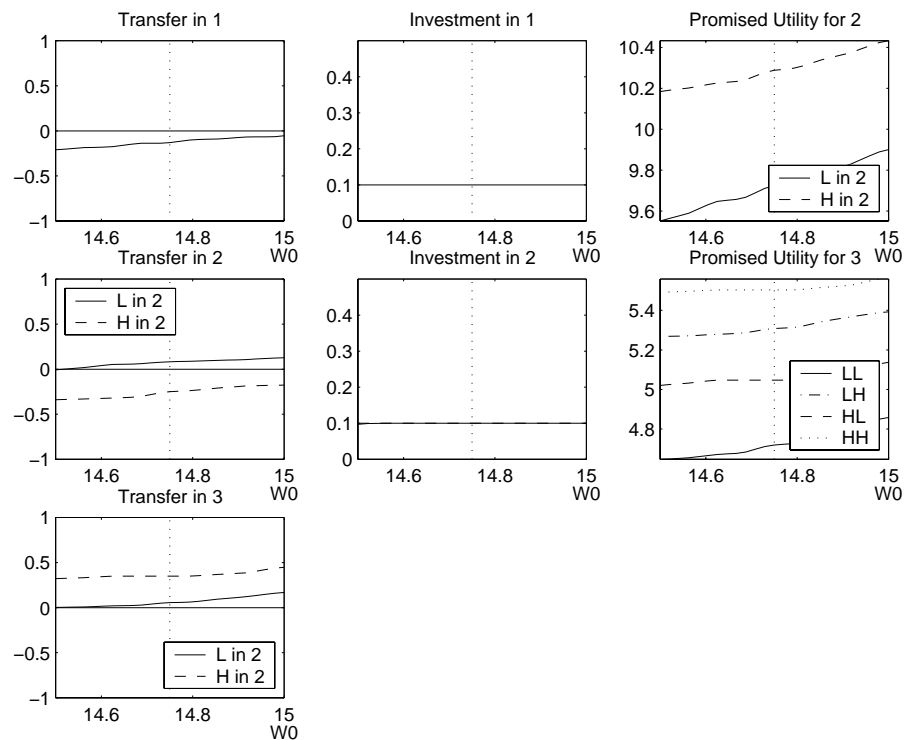 Transfer in 1
1
0.5
0
−0.5
−1
14.6
14.8
15
W0
Investment in 1
0.4
0.3
0.2
0.1
0
14.6
14.8
15
W0
Promised Utility for 2
10.4
10.2
10
9.8
9.6
L in 2
H in 2
14.6
14.8
15
W0
Transfer in 2
1
0.5
0
−0.5
−1
L in 2
H in 2
14.6
14.8
15
W0
Investment in 2
0.4
0.3
0.2
0.1
0
14.6
14.8
15
W0
Promised Utility for 3
5.4
5.2
5
4.8
LL
LH
HL
HH
14.6
14.8
15
W0
Transfer in 3
1
0.5
0
−0.5
−1
L in 2
H in 2
14.6
14.8
15
W0